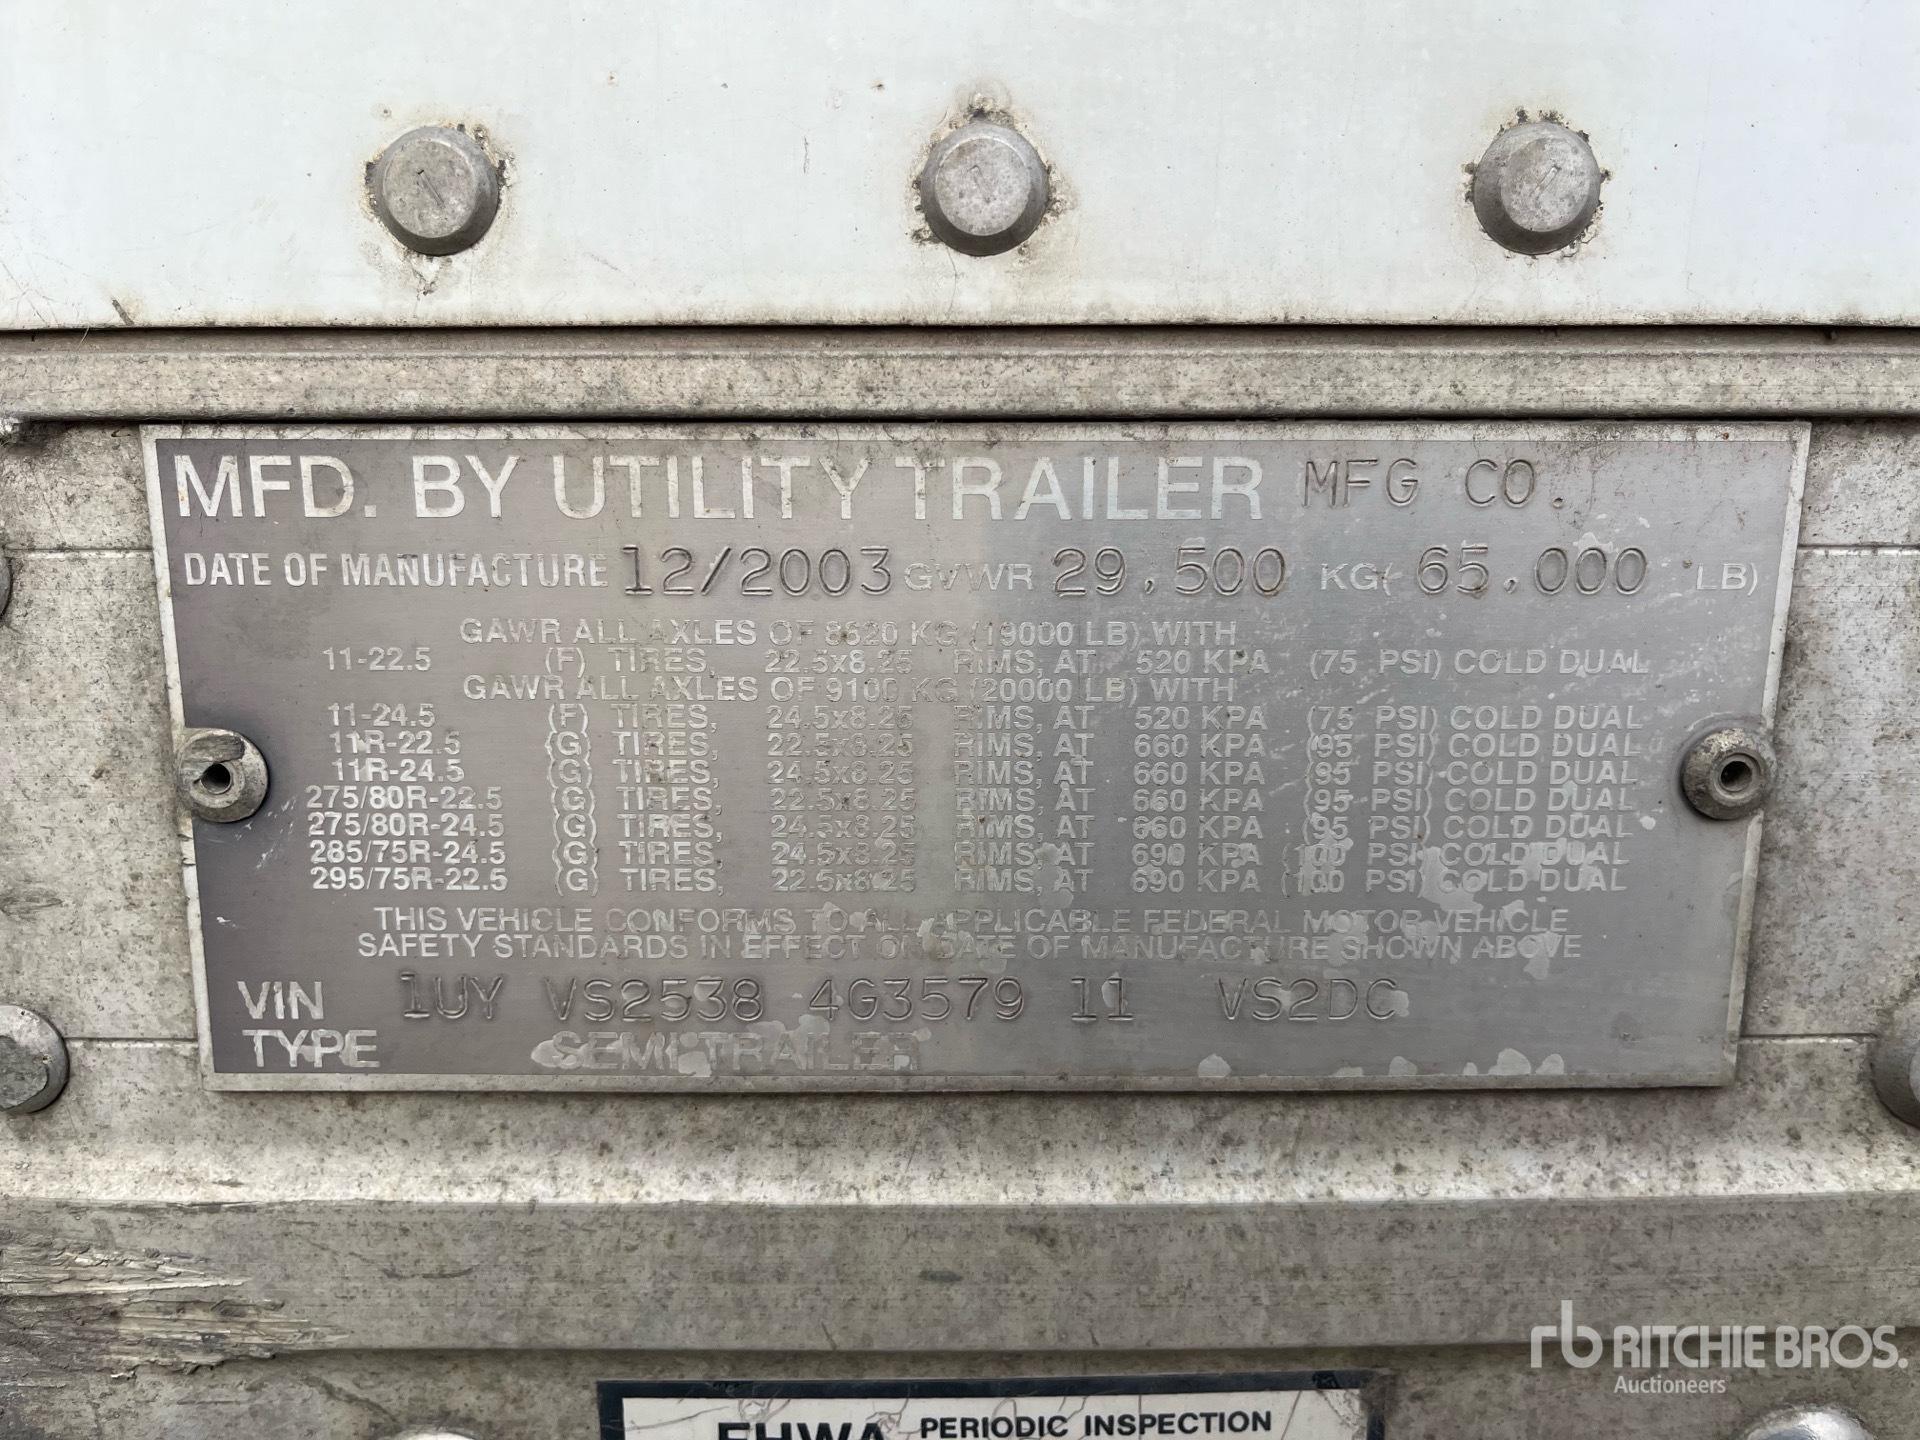 MFD. BY UTILITY TRAILER MFG CO.
DATE OF MANUFACTURE 12/2003 GVWR 29,500 KG( 65,000 LB)
GAWR ALL AXLES OF 8620 KG (19000 LB) WITH
11-22.5 (F) TIRES, 22.5x8.25 RIMS, AT 520 KPA (75 PSI) COLD DUAL
GAWR ALL AXLES OF 9100 KG (20000 LB) WITH
11-24.5 (F) TIRES, 24.5x8.25 RIMS, AT 520 KPA (75 PSI) COLD DUAL
11R-22.5 (G) TIRES, 22.5x8.25 RIMS, AT 660 KPA (95 PSI) COLD DUAL
11R-24.5 (G) TIRES, 24.5x8.25 RIMS, AT 660 KPA (95 PSI) COLD DUAL
275/80R-22.5 (G) TIRES, 22.5x8.25 RIMS, AT 660 KPA (95 PSI) COLD DUAL
275/80R-24.5 (G) TIRES, 24.5x8.25 RIMS, AT 660 KPA (95 PSI) COLD DUAL
285/75R-24.5 (G) TIRES, 24.5x8.25 RIMS, AT 690 KPA (100 PSI) COLD DUAL
295/75R-22.5 (G) TIRES, 22.5x8.25 RIMS, AT 690 KPA (100 PSI) COLD DUAL
THIS VEHICLE CONFORMS TO ALL APPLICABLE FEDERAL MOTOR VEHICLE
SAFETY STANDARDS IN EFFECT ON DATE OF MANUFACTURE SHOWN ABOVE
VIN 1UY VS2538 4G3579 11 VS2DC
TYPE SEMITRAILER
FHWA PERIODIC INSPECTION
rb RITCHIE BROS.
Auctioneers